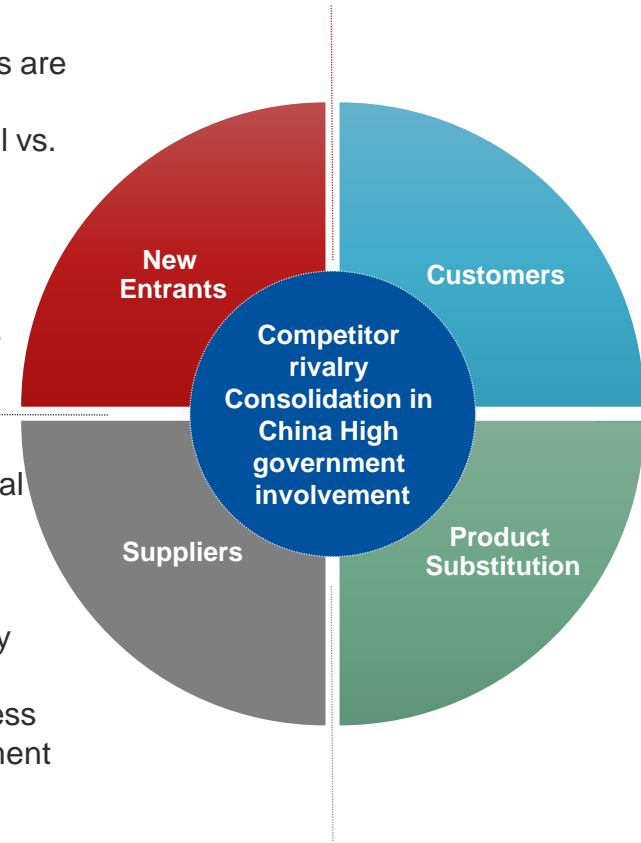 s are
l vs.
New
Entrants
Customers
Competitor
rivalry
Consolidation in
China High
government
involvement
al
Suppliers
Product
Substitution
y
ess
ment